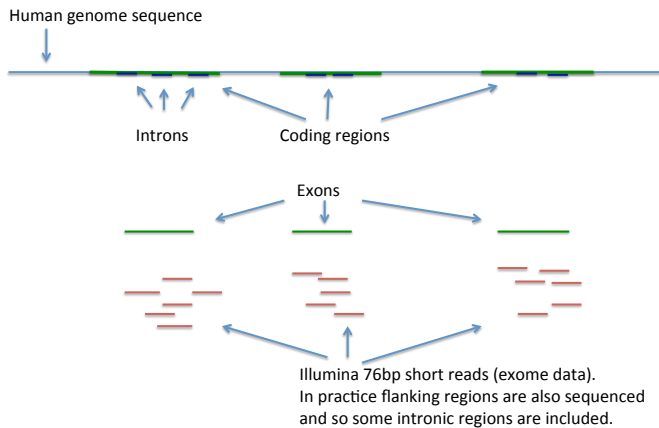 Human genome sequence
Introns
Coding regions
Exons
Illumina 76bp short reads (exome data).
In practice flanking regions are also sequenced
and so some intronic regions are included.